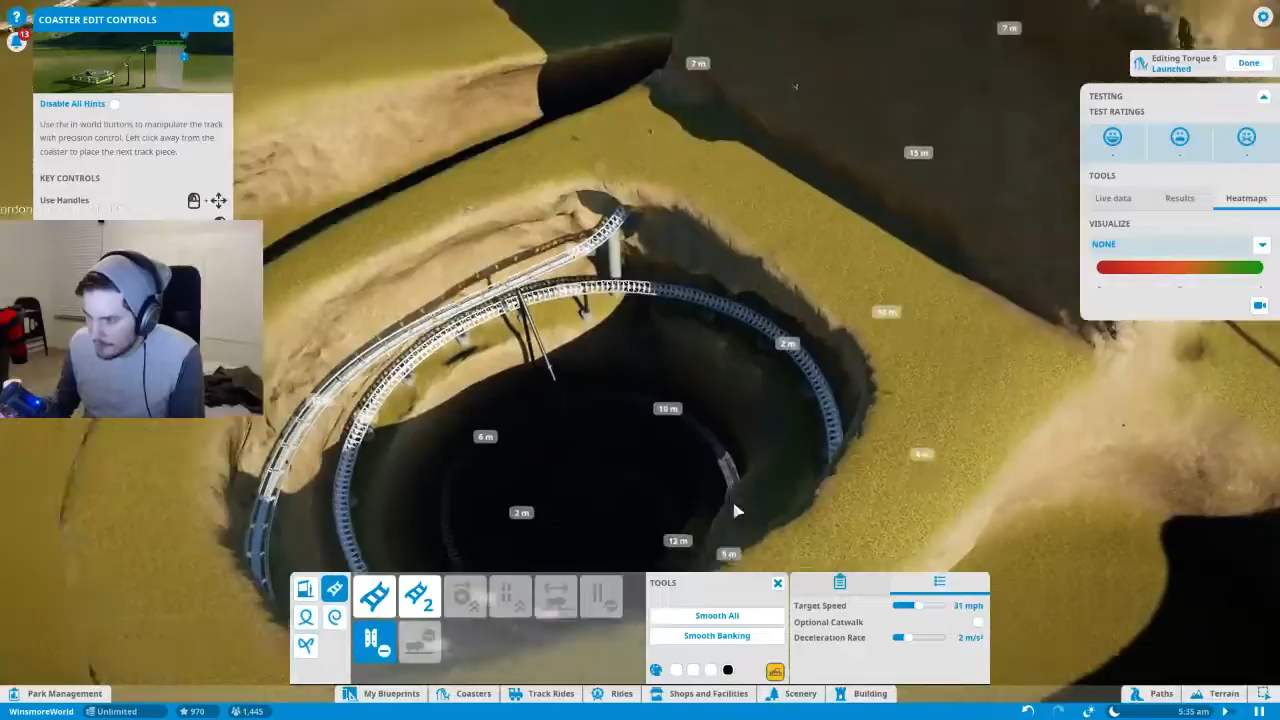 COASTER EDIT CONTROLS
13
Disable All Hints
Use the in-world buttons to manipulate the track
with precision control. Left click away from the
coaster to place the next track piece.
KEY CONTROLS
Use Handles
7 m
7 m
15 m
10 m
2 m
10 m
6 m
2 m
12 m
Editing Torque 5
Launched
Done
TESTING
TEST RATINGS
-
-
-
TOOLS
Live data
Results
Heatmaps
VISUALIZE
NONE
2
TOOLS
Smooth All
Smooth Banking
Target Speed
31 mph
Optional Catwalk
Deceleration Rate
2 m/s²
Park Management
My Blueprints
Coasters
Track Rides
Rides
Shops and Facilities
Scenery
Building
Paths
Terrain
WinsmoreWorld
Unlimited
970
1,445
5:35 am